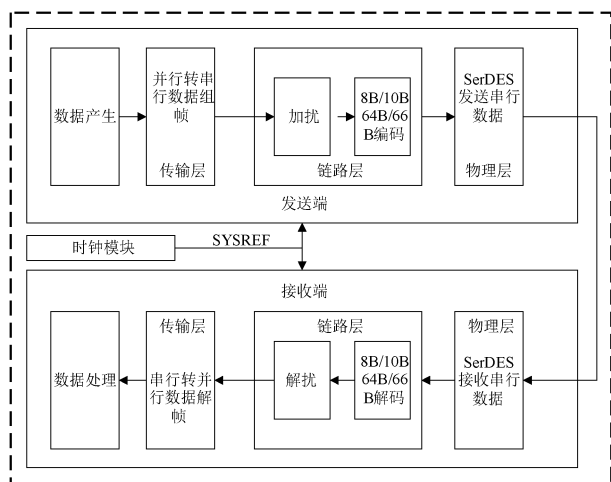 数据产生
并行转串
行数据组
帧
传输层
加扰
8B/10B
64B/66
B编码
链路层
SerDES
发送串行
数据
物理层
发送端
时钟模块
SYSREF
接收端
数据处理
传输层
串行转并
行数据解
帧
链路层
解扰
8B/10B
64B/66
B解码
物理层
SerDES
接收串行
数据